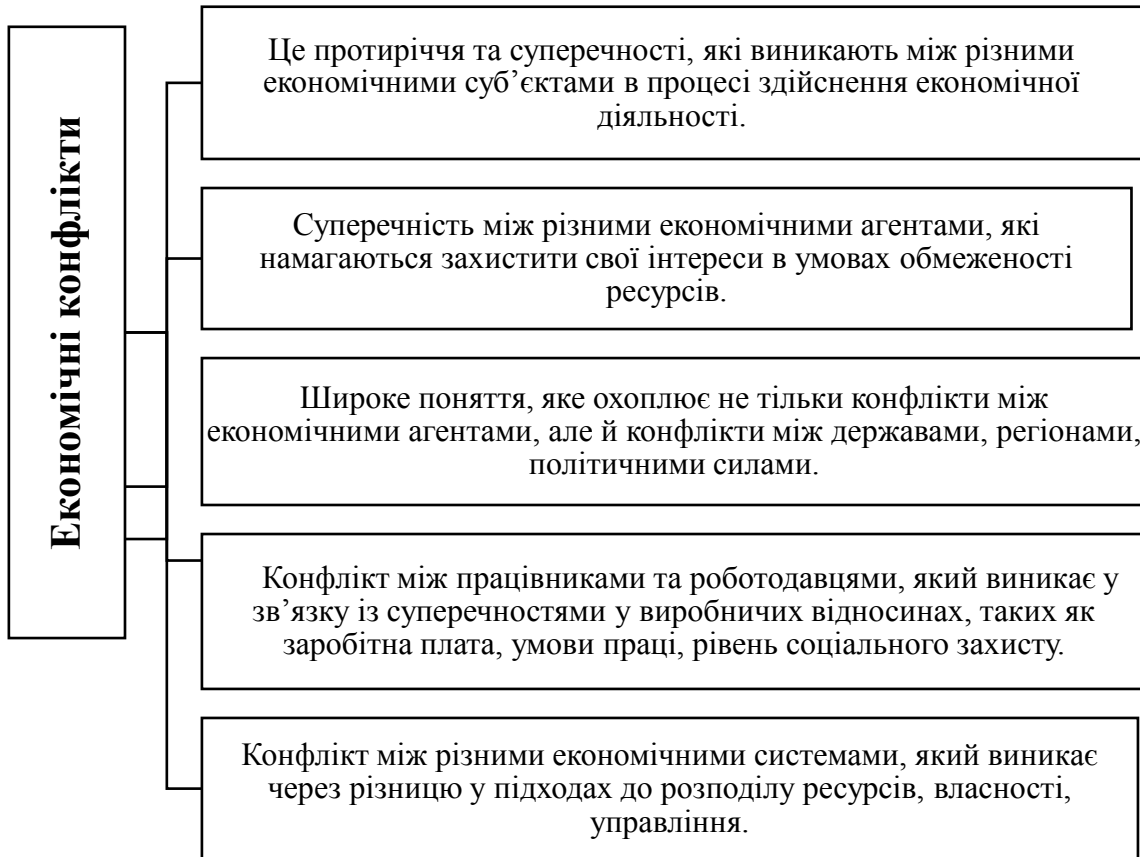 Економічні конфлікти
Це протиріччя та суперечності, які виникають між різними
економічними суб’єктами в процесі здійснення економічної
діяльності.
Суперечність між різними економічними агентами, які
намагаються захистити свої інтереси в умовах обмеженості
ресурсів.
Широке поняття, яке охоплює не тільки конфлікти між
економічними агентами, але й конфлікти між державами, регіонами,
політичними силами.
Конфлікт між працівниками та роботодавцями, який виникає у
зв’язку із суперечностями у виробничих відносинах, таких як
заробітна плата, умови праці, рівень соціального захисту.
Конфлікт між різними економічними системами, який виникає
через різницю у підходах до розподілу ресурсів, власності,
управління.